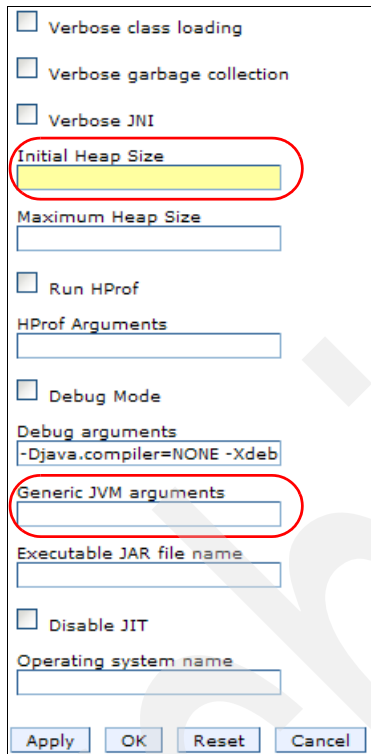 Verbose class loading
Verbose garbage collection
Verbose JNI
Initial Heap Size
Maximum Heap Size
Run HProf
HProf Arguments
Debug Mode
Debug arguments
-Djava.compiler=NONE -Xdeb
Generic JVM arguments
Executable JAR file name
Disable JIT
Operating system name
Apply OK Reset Cancel